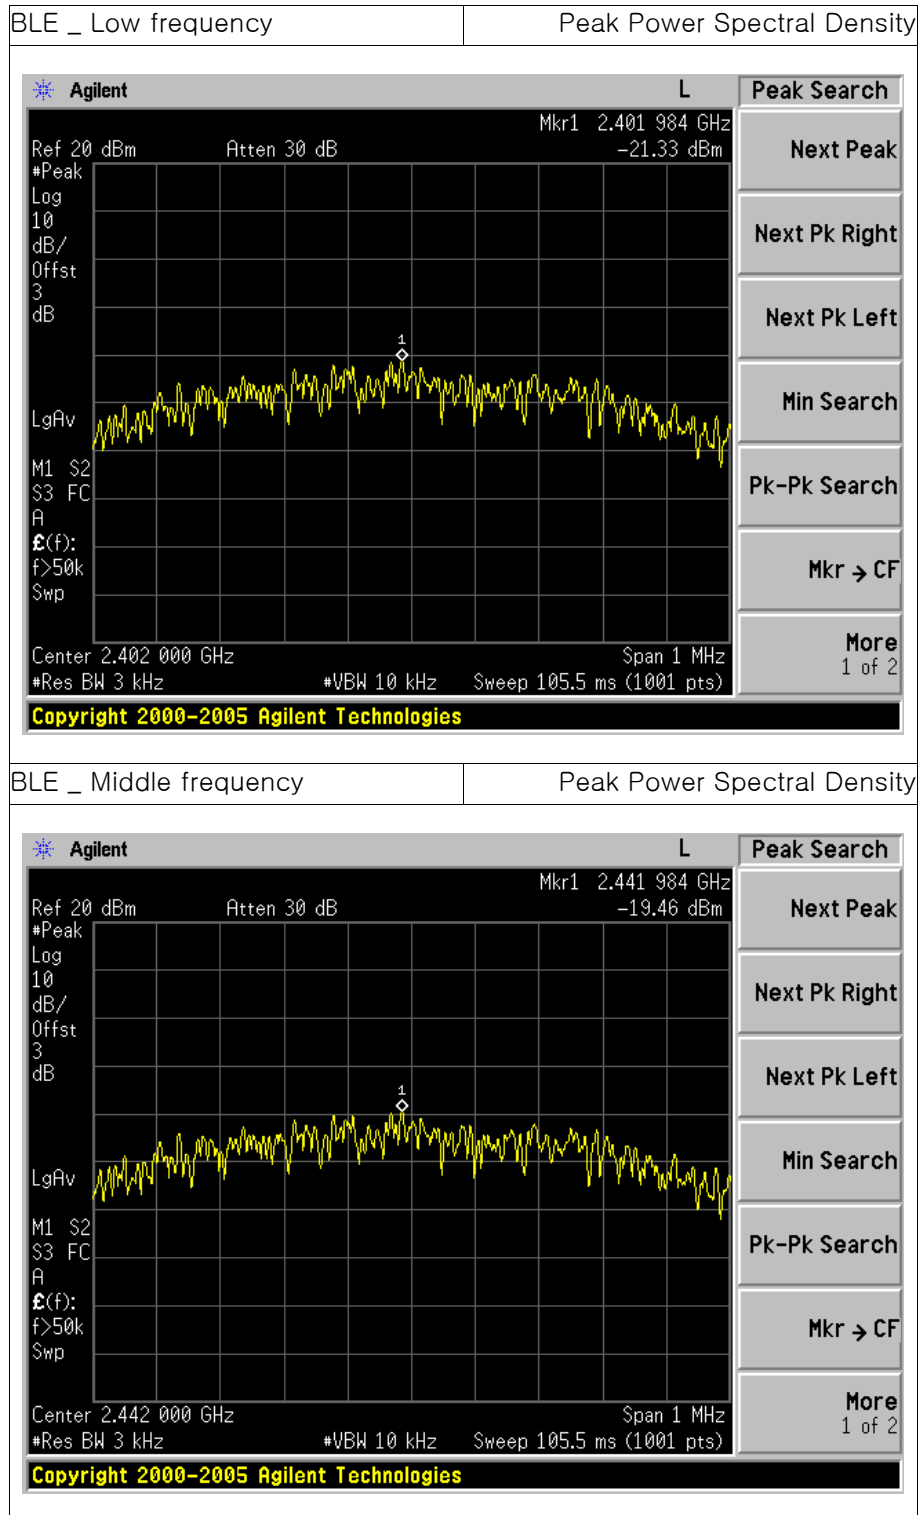 BLE _ Low frequency
Peak Power Spectral Density
Agilent
L
Peak Search
Mkr1 2.401 984 GHz
Ref 20 dBm
Atten 30 dB
-21.33 dBm
#Peak
Log
10
dB/
Offst
3
dB
1
LgAv
M1 S2
S3 FC
A
£(f):
f>50k
Swp
Center 2.402 000 GHz
Span 1 MHz
#Res BW 3 kHz
#VBW 10 kHz
Sweep 105.5 ms (1001 pts)
Next Peak
Next Pk Right
Next Pk Left
Min Search
Pk-Pk Search
Mkr → CF
More
1 of 2
Copyright 2000-2005 Agilent Technologies
BLE _ Middle frequency
Peak Power Spectral Density
Agilent
L
Peak Search
Mkr1 2.441 984 GHz
Ref 20 dBm
Atten 30 dB
-19.46 dBm
#Peak
Log
10
dB/
Offst
3
dB
1
LgAv
M1 S2
S3 FC
A
£(f):
f>50k
Swp
Center 2.442 000 GHz
Span 1 MHz
#Res BW 3 kHz
#VBW 10 kHz
Sweep 105.5 ms (1001 pts)
Next Peak
Next Pk Right
Next Pk Left
Min Search
Pk-Pk Search
Mkr → CF
More
1 of 2
Copyright 2000-2005 Agilent Technologies